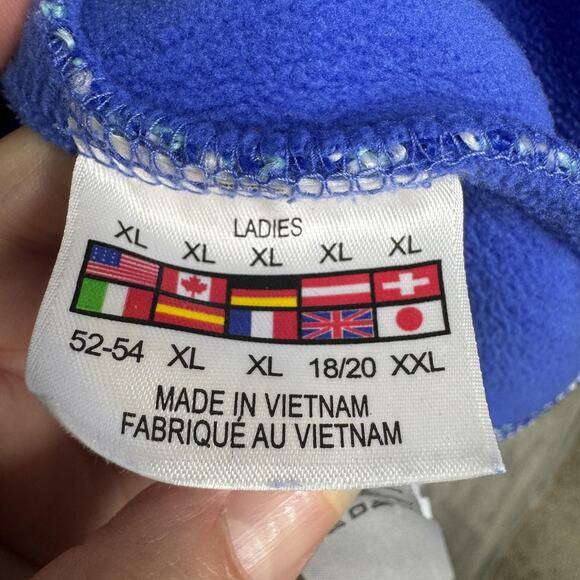 LADIES
XL XL XL XL XL
52-54 XL XL 18/20 XXL
MADE IN VIETNAM
FABRIQUÉ AU VIETNAM